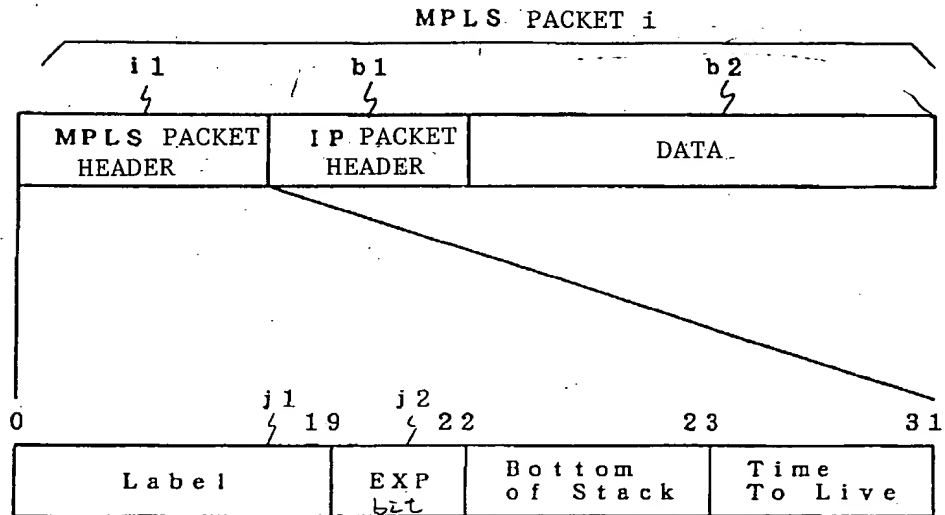 MPLS PACKET i
i1 b1 b2
MPLS PACKET HEADER
IP PACKET HEADER
DATA
0 j1 19 j2 22 23 31
Label
EXP bit
Bottom of Stack
Time To Live